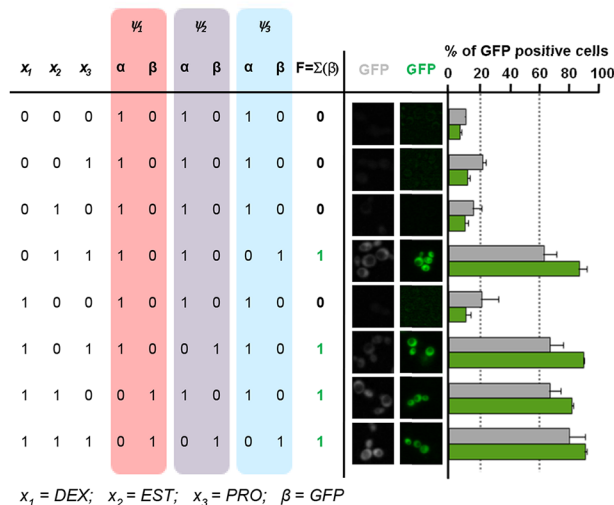 ψ1 ψ2 ψ3
% of GFP positive cells
x1 x2 x3 α β α β α β F=Σ(β) GFP GFP 0 20 60 100
0 0 0 1 0 1 0 1 0 0
0 0 1 1 0 1 0 1 0 0
0 1 0 1 0 1 0 1 0 0
0 1 1 1 0 1 0 0 1 1
1 0 0 1 0 1 0 1 0 0
1 0 1 1 0 0 1 1 0 1
1 1 0 0 1 1 0 1 0 1
1 1 1 0 1 0 1 0 1 1
x1 = DEX; x2 = EST; x3 = PRO; β = GFP